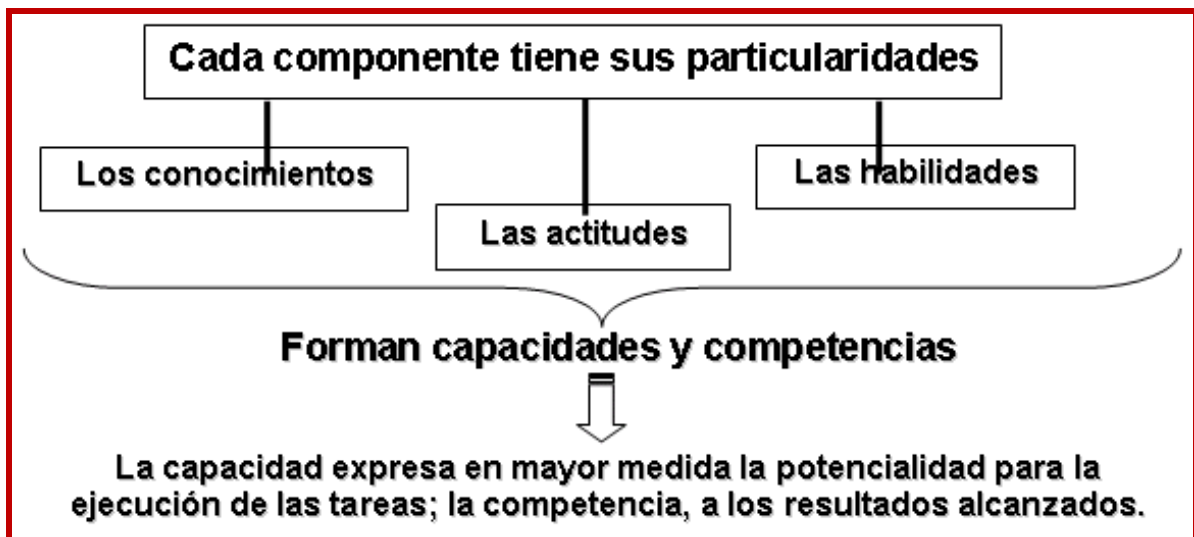 Cada componente tiene sus particularidades
Los conocimientos
Las habilidades
Las actitudes
Forman capacidades y competencias
La capacidad expresa en mayor medida la potencialidad para la
ejecución de las tareas; la competencia, a los resultados alcanzados.